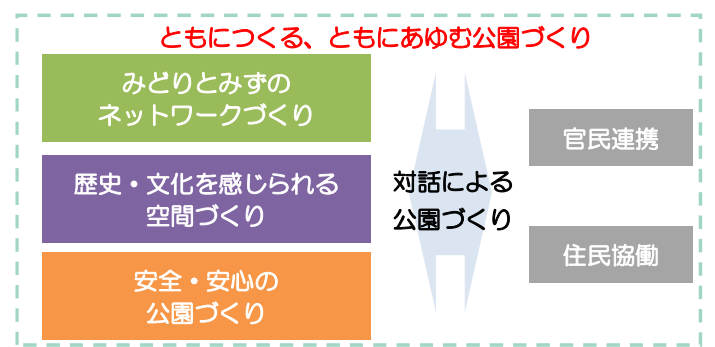 ともにつくる、ともにあゆむ公園づくり
みどりとみずの
ネットワークづくり
歴史・文化を感じられる
空間づくり
安全・安心の
公園づくり
対話による
公園づくり
官民連携
住民協働